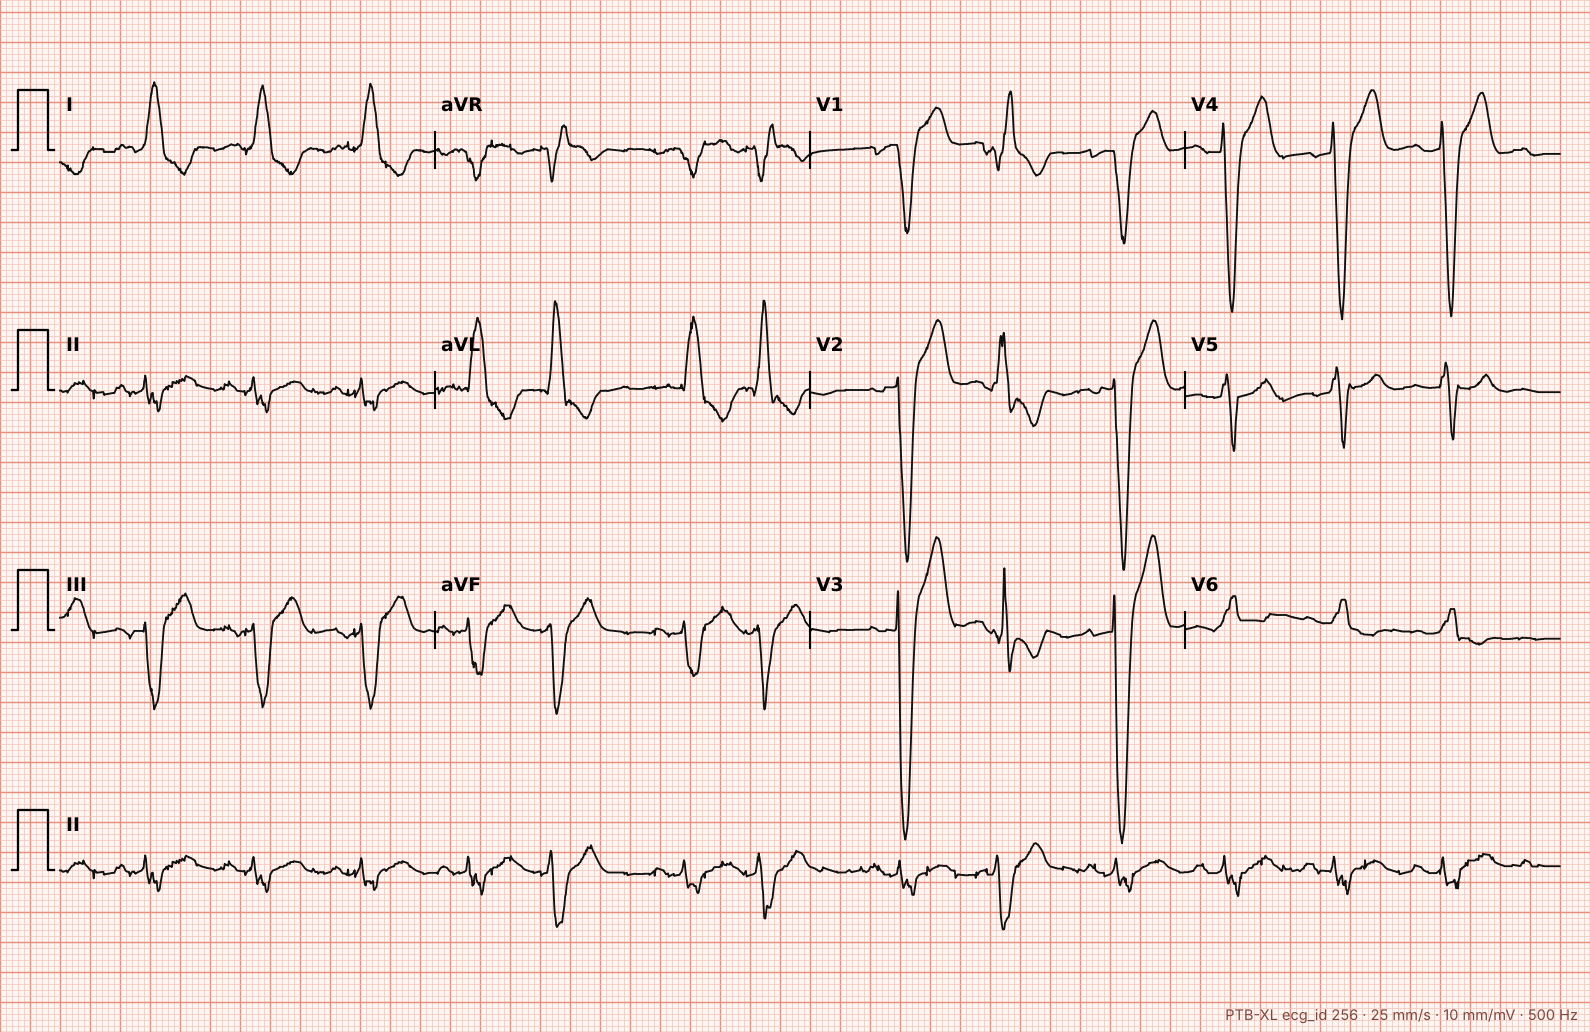 I aVR V1 V4
II aVL V2 V5
III aVF V3 V6
II
PTB-XL ecg_id 256 · 25 mm/s · 10 mm/mV · 500 Hz